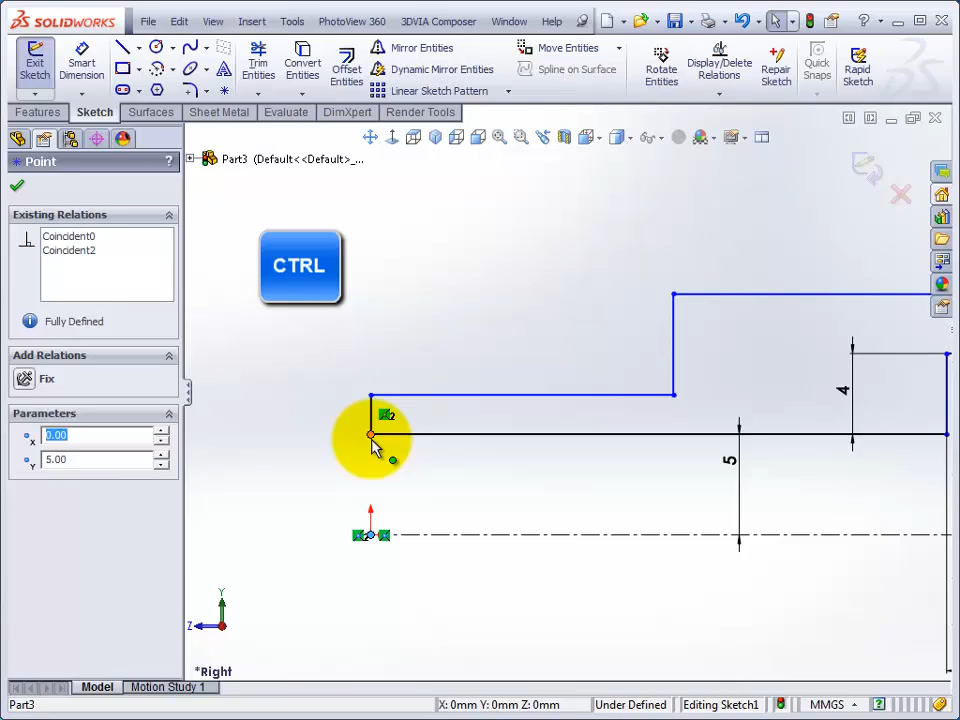 SOLIDWORKS File Edit View Insert Tools PhotoView 360 3DVIA Composer Window Help
Exit Sketch
Smart Dimension
Trim Entities
Convert Entities
Offset Entities
Mirror Entities
Dynamic Mirror Entities
Linear Sketch Pattern
Move Entities
Spline on Surface
Rotate Entities
Display/Delete Relations
Repair Sketch
Quick Snaps
Rapid Sketch
Features Sketch Surfaces Sheet Metal Evaluate DimXpert Render Tools
Point ?
Part3 (Default<<Default>_...
Existing Relations
Coincident0
Coincident2
Fully Defined
Add Relations
Fix
Parameters
X 0.00
Y 5.00
CTRL
2
4
5
Y
Z
*Right
Model Motion Study 1
Part3 X: 0mm Y: 0mm Z: 0mm Under Defined Editing Sketch1 MMGS ?